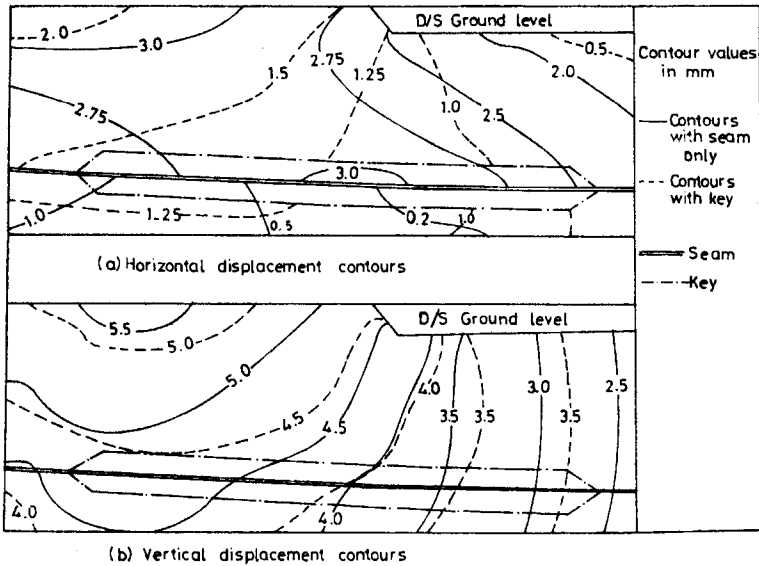 D/S Ground level
2.0
3.0
1.5
2.75
1.25
1.0
0.5
2.0
2.5
2.75
3.0
1.0
1.25
0.5
0.2
1.0
(a) Horizontal displacement contours
Contour values
in mm
Contours
with seam
only
Contours
with key
Seam
Key
D/S Ground level
5.5
5.0
5.0
4.5
4.5
4.0
3.5
3.5
3.0
3.5
2.5
4.0
4.0
(b) Vertical displacement contours